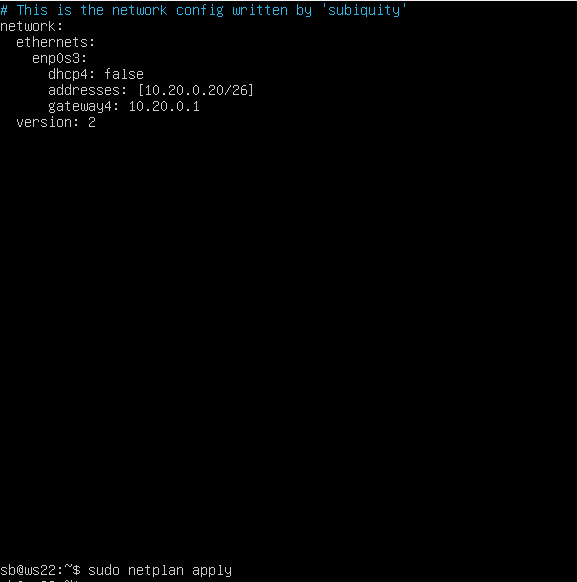 # This is the network config written by 'subiquity'
network:
  ethernets:
    enp0s3:
      dhcp4: false
      addresses: [10.20.0.20/26]
      gateway4: 10.20.0.1
  version: 2
sb@ws22:~$ sudo netplan apply